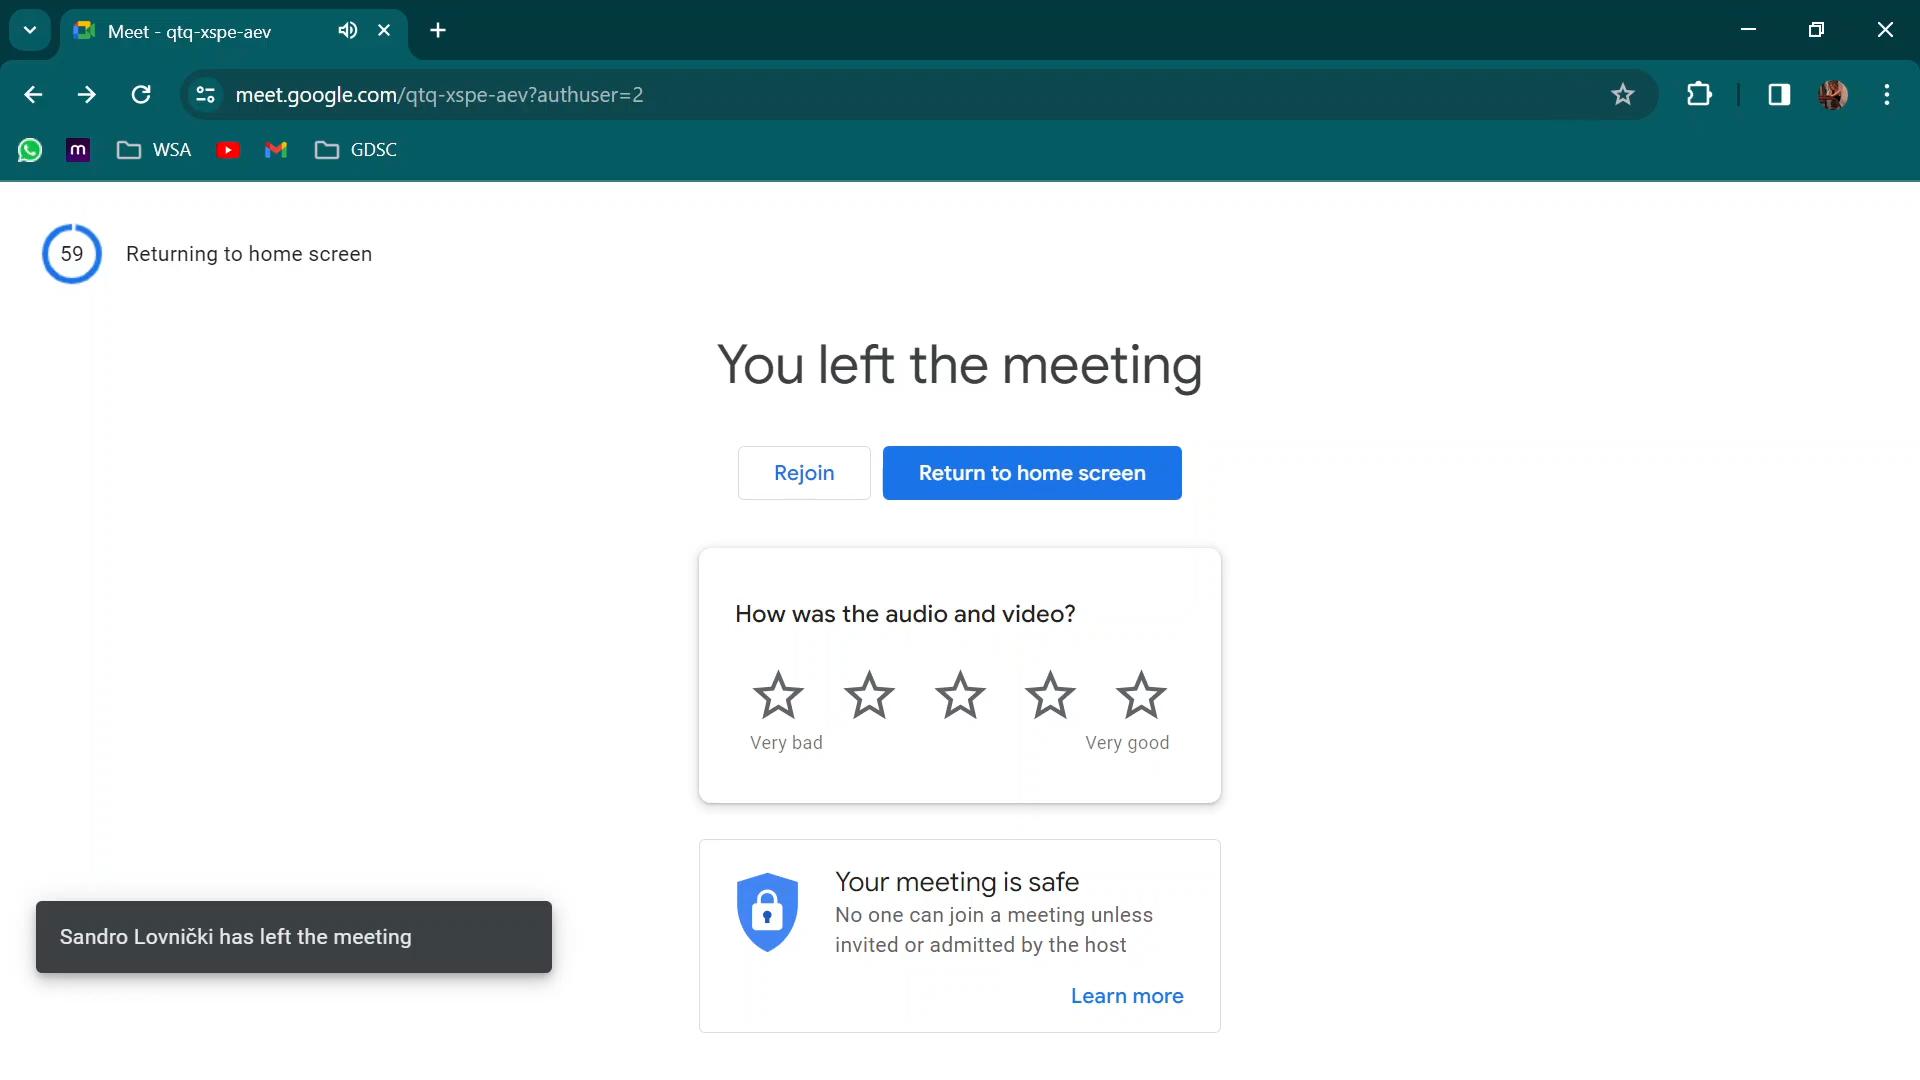 Meet - qtq-xspe-aev
meet.google.com/qtq-xspe-aev?authuser=2
m
WSA
GDSC
59
Returning to home screen
You left the meeting
Rejoin
Return to home screen
How was the audio and video?
Very bad
Very good
Your meeting is safe
No one can join a meeting unless
invited or admitted by the host
Learn more
Sandro Lovnički has left the meeting